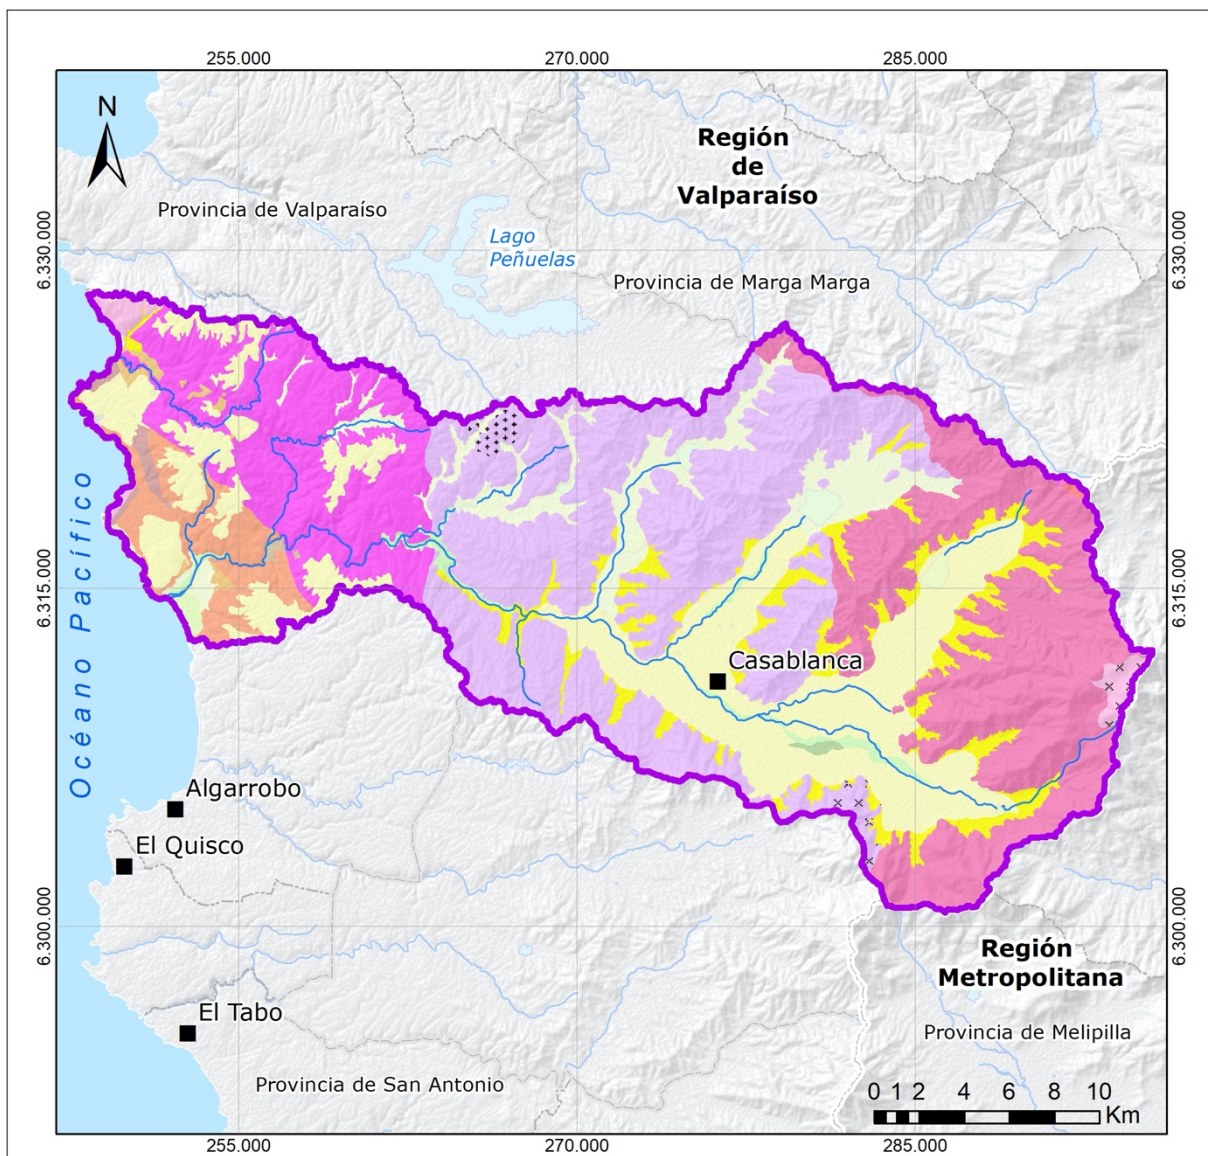 255.000
270.000
285.000
N
Región
de
Valparaíso
Provincia de Valparaíso
Lago
Peñuelas
6.330.000
6.330.000
Provincia de Marga Marga
Océano Pacífico
6.315.000
6.315.000
Casablanca
Algarrobo
El Quisco
6.300.000
6.300.000
Región
Metropolitana
El Tabo
Provincia de Melipilla
Provincia de San Antonio
0 1 2 4 6 8 10
Km
255.000
270.000
285.000